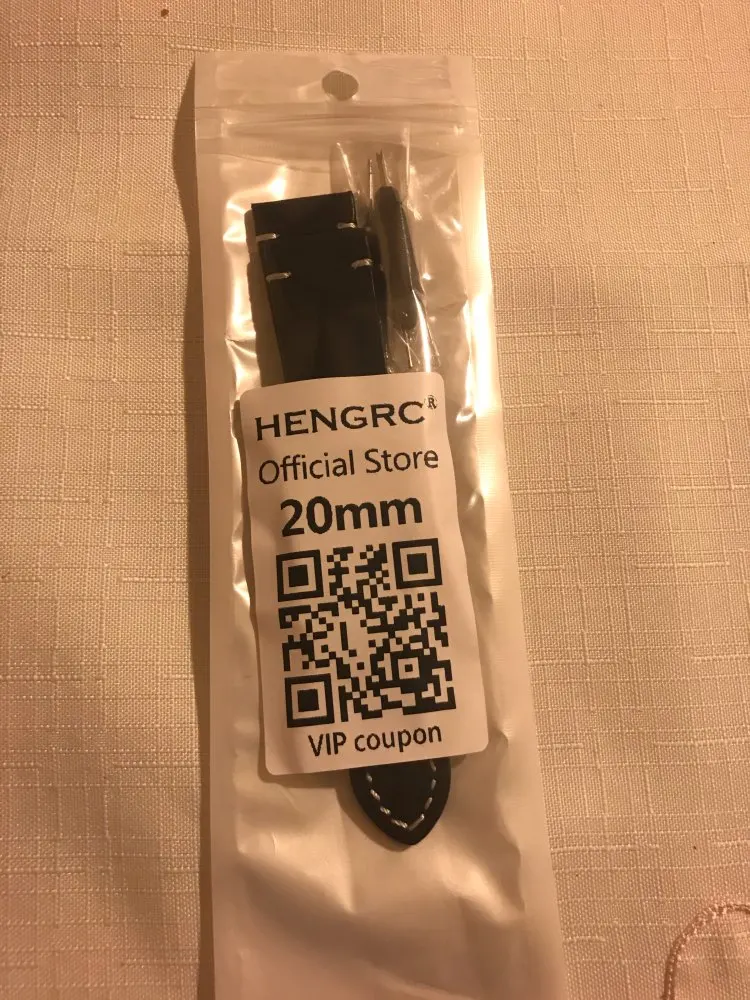 HENGRC®
Official Store
20mm
VIP coupon